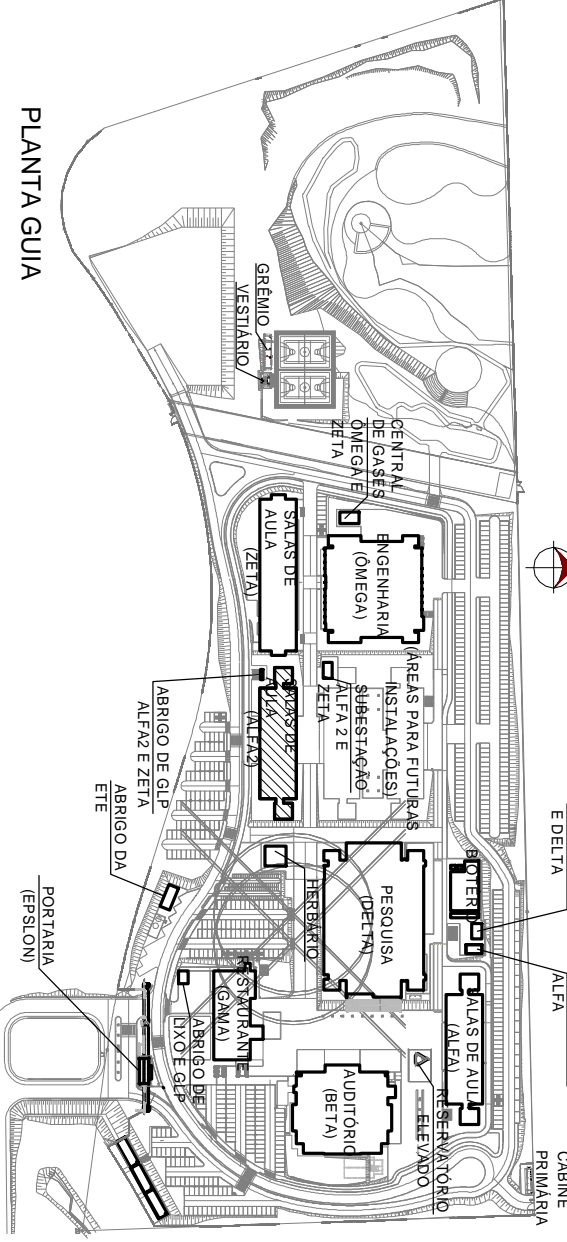 PLANTA GUIA
GRÊMIO
VESTIÁRIO
CENTRAL
DE GASES
ÔMEGA E
ZETA
SALAS DE
AULA
(ZETA)
ENGENHARIA
(ÔMEGA)
(ÁREAS PARA FUTURAS
INSTALAÇÕES)
SUBESTAÇÃO
ALFA 2 E
ZETA
SALAS DE
AULA
(ALFA2)
ABRIGO DE GLP
ALFA2 E ZETA
ABRIGO DA
ETE
PORTARIA
(EPSLON)
HERBÁRIO
PESQUISA
(DELTA)
BIOTÉRIO
E DELTA
ALFA
SALAS DE AULA
(ALFA)
RESTAURANTE
(GAMA)
ABRIGO DE
LIXO E GLP
AUDITÓRIO
(BETA)
RESERVATÓRIO
ELEVADO
CABINE
PRIMÁRIA